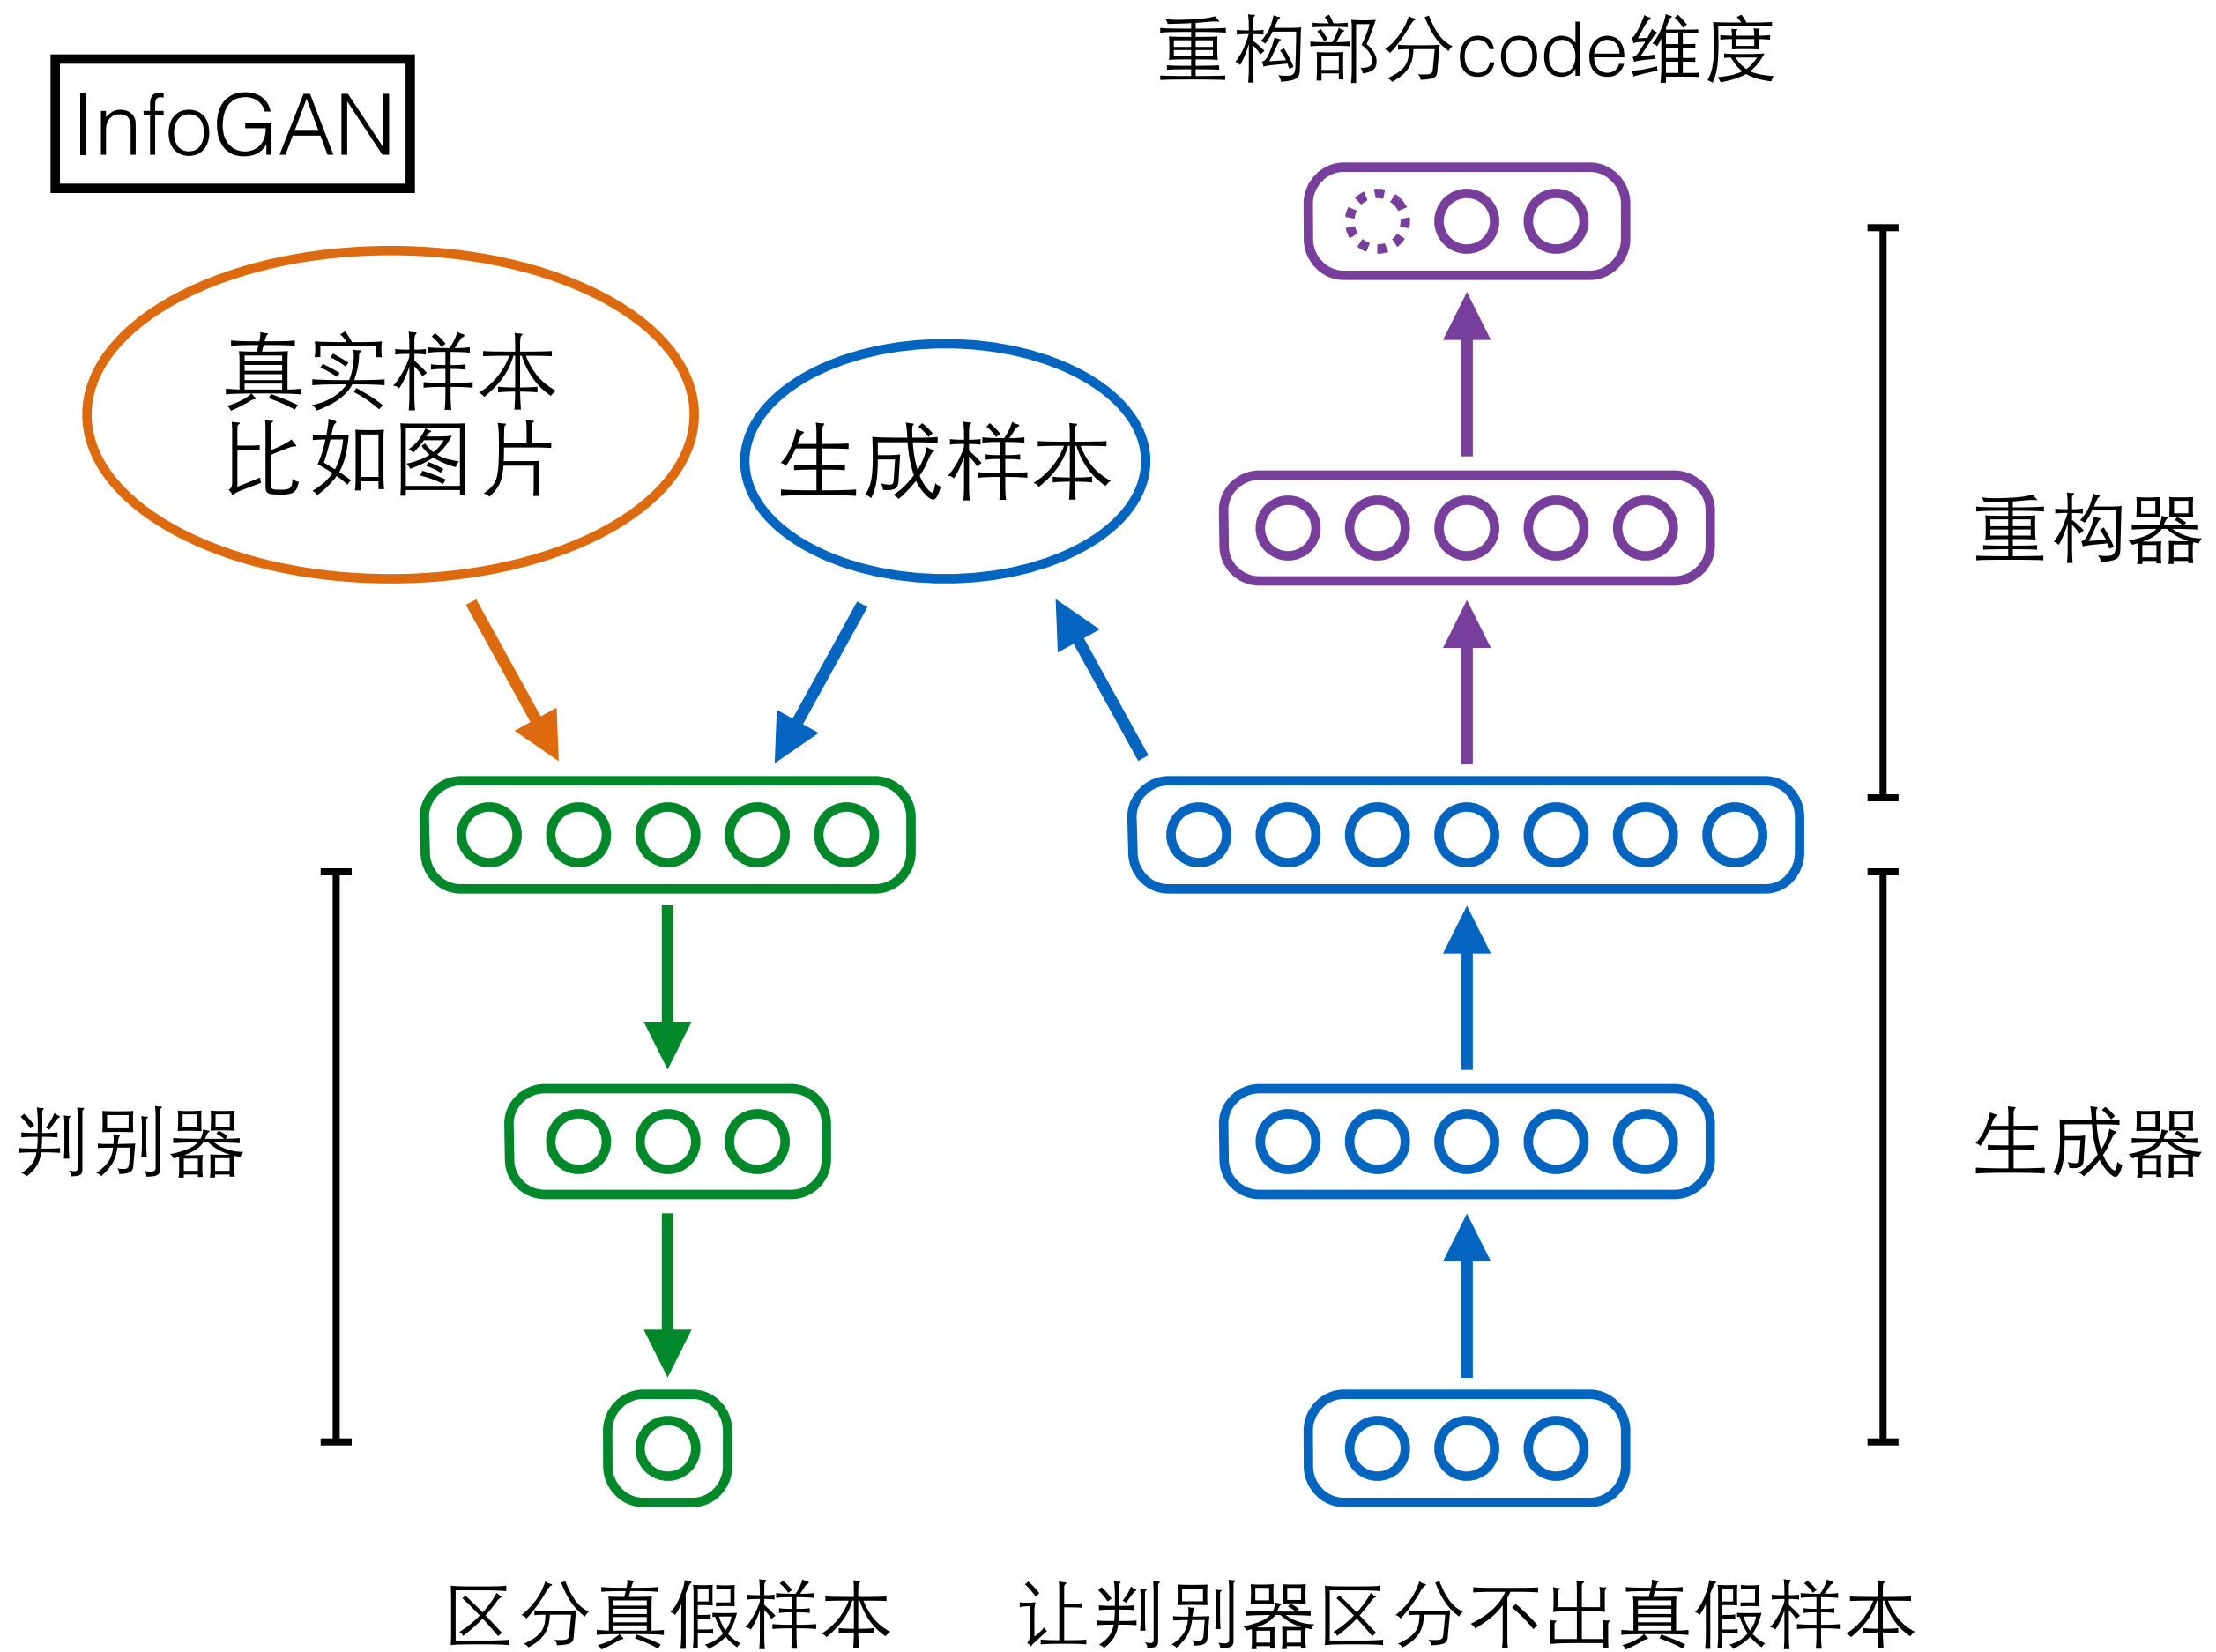 重构部分code维度
InfoGAN
真实样本
比如图片
生成样本
重构器
判别器
生成器
区分真假样本
让判别器区分不出真假样本